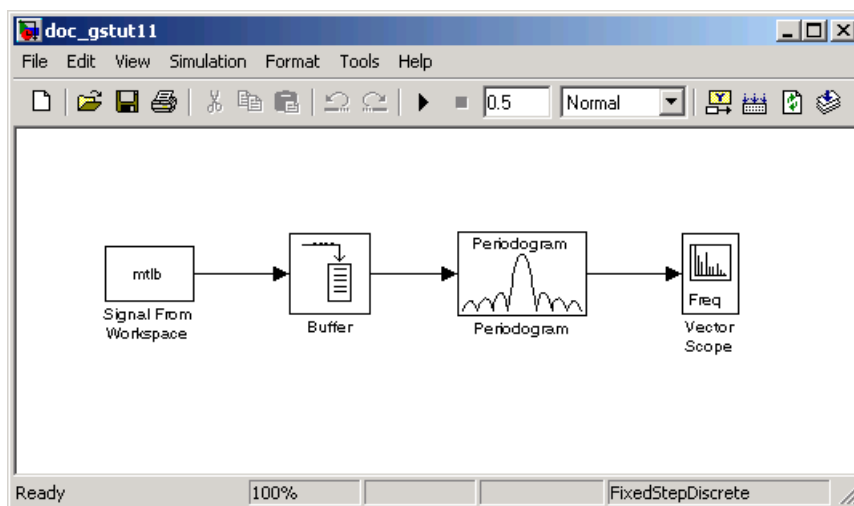 doc_gstut11
File Edit View Simulation Format Tools Help
0.5 Normal
Periodogram
mtlb
Freq
Signal From
Workspace
Buffer
Periodogram
Vector
Scope
Ready 100% FixedStepDiscrete